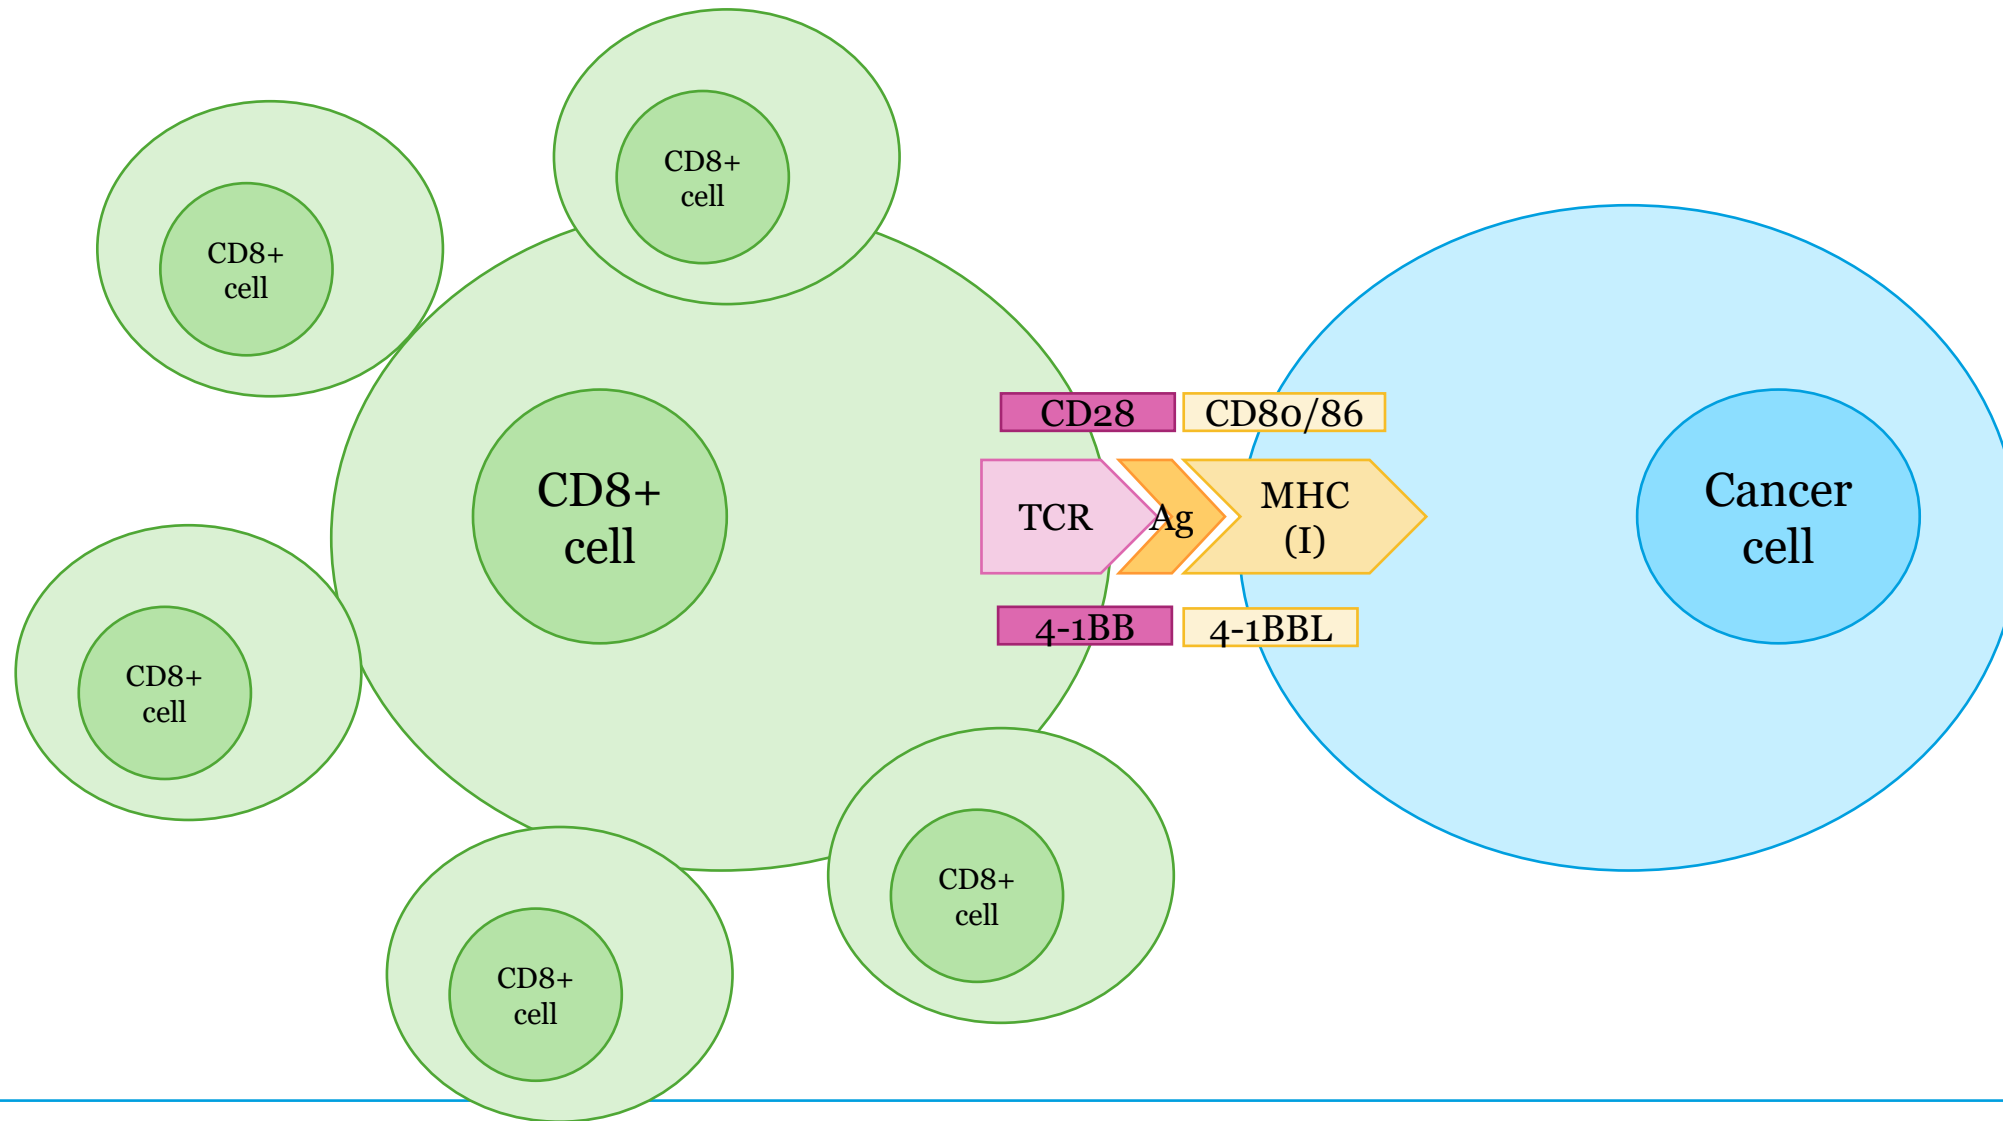 CD8+
cell
CD8+
cell
CD8+
cell
CD28
CD80/86
TCR
Ag
MHC
(I)
4-1BB
4-1BBL
Cancer
cell
CD8+
cell
CD8+
cell
CD8+
cell